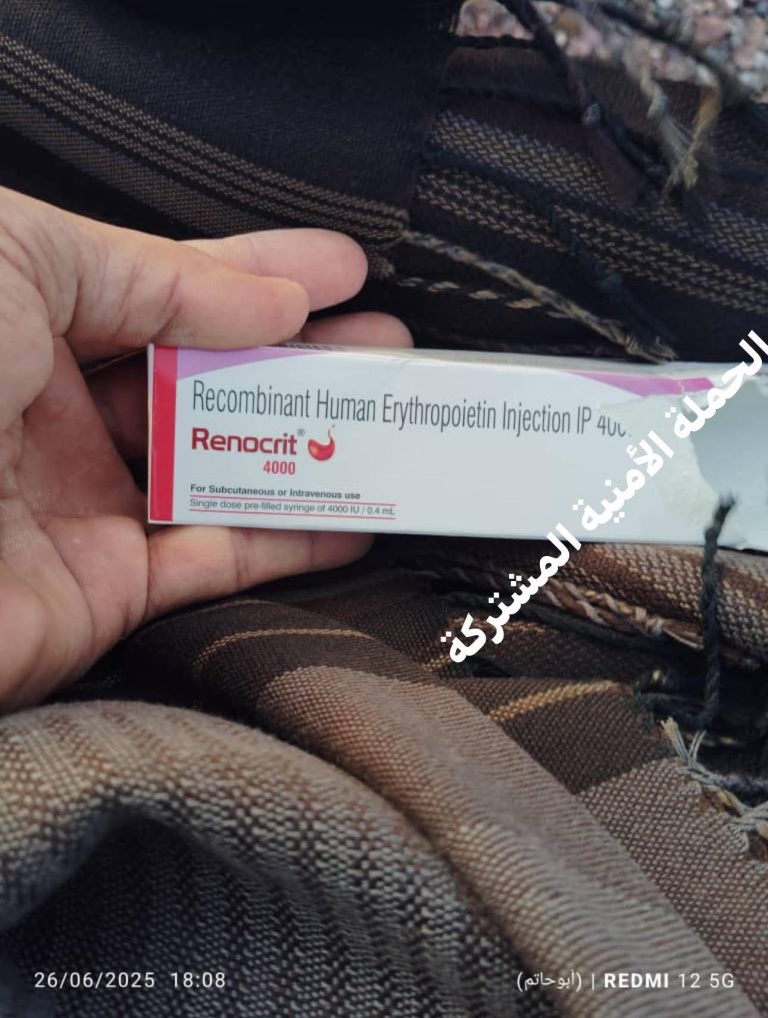 Recombinant Human Erythropoietin Injection IP
Renocrit®
4000
For Subcutaneous or Intravenous use
Single dose pre-filled syringe of 4000 IU / 0.4 mL
الحملة الأمنية المشتركة
26/06/2025 18:08
(أبوحاتم) | REDMI 12 5G